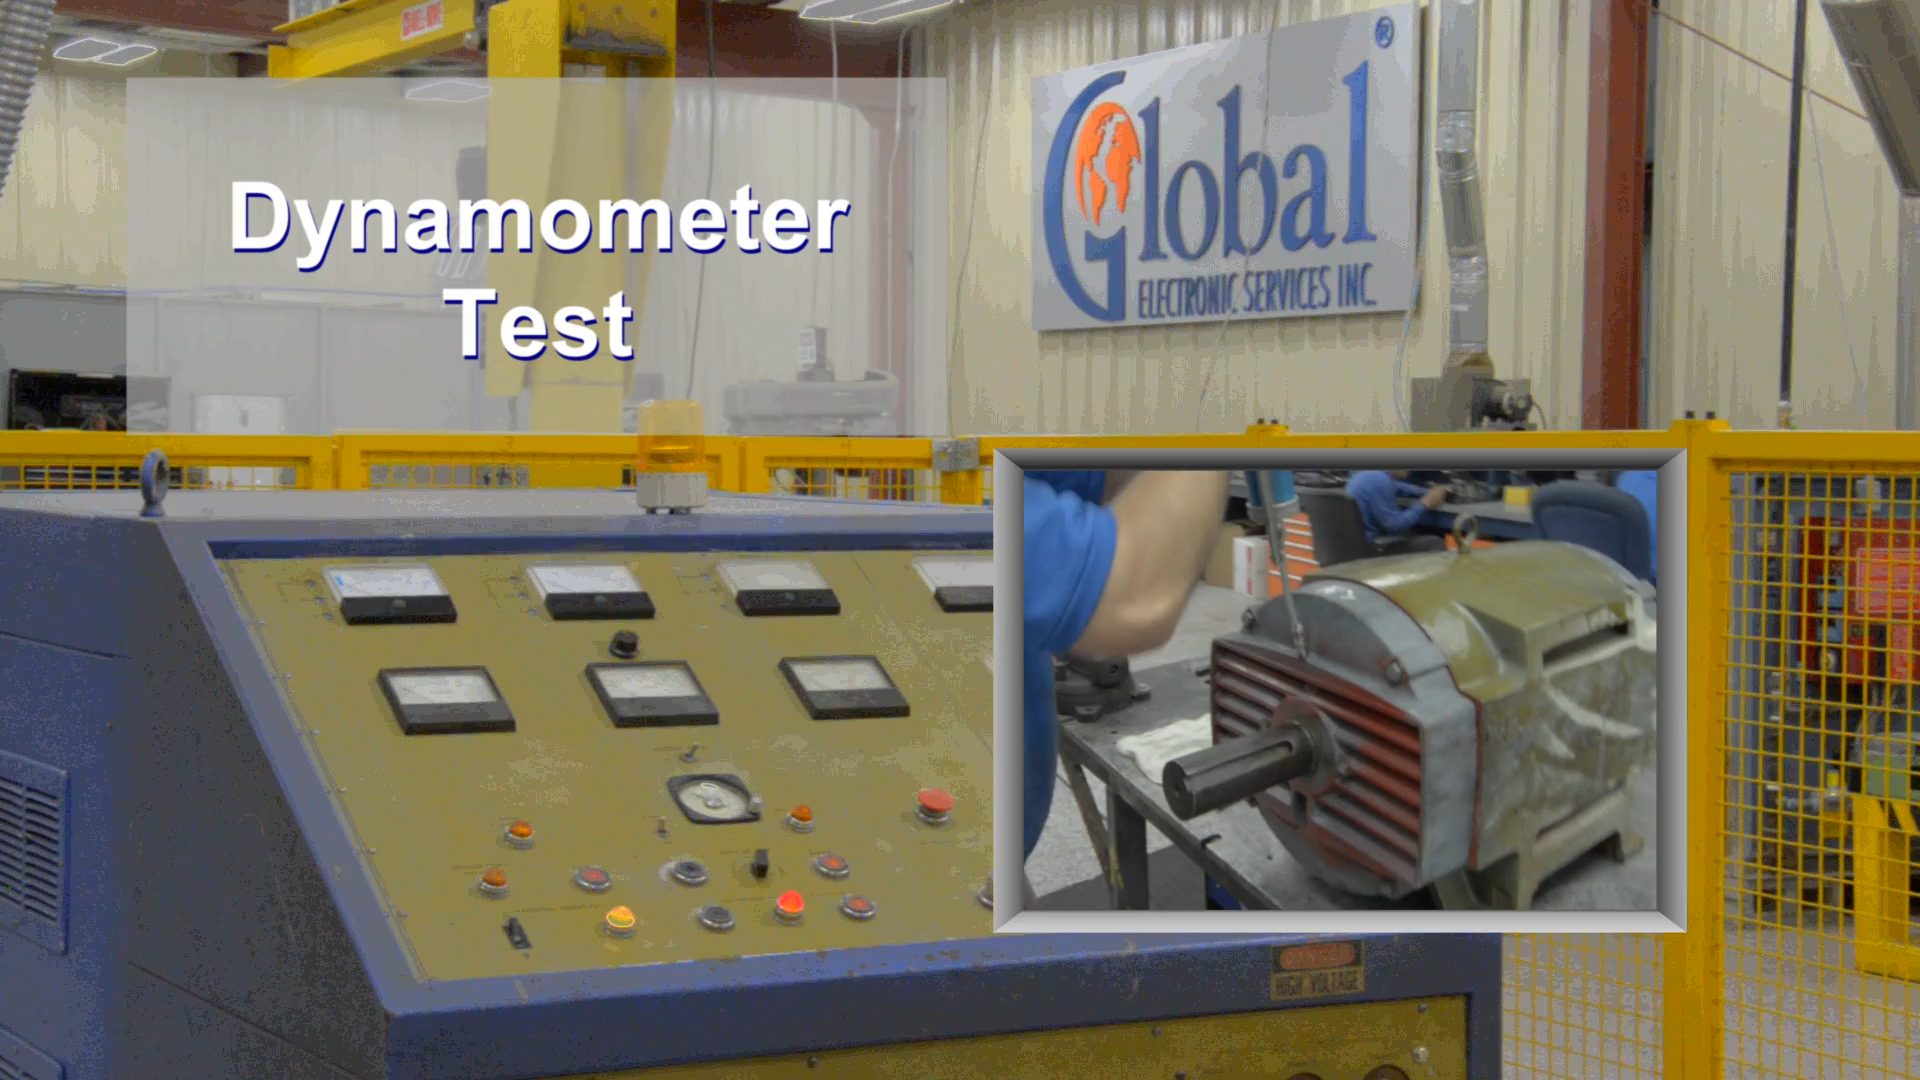 Dynamometer
Test
Global
ELECTRONIC SERVICES INC.
®
DANGER
HIGH VOLTAGE